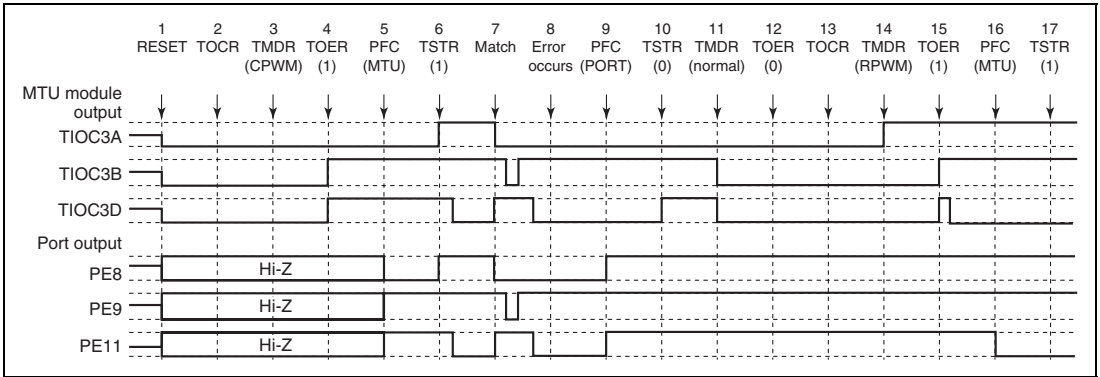 1 2 3 4 5 6 7 8 9 10 11 12 13 14 15 16 17
RESET TOCR TMDR TOER PFC TSTR Match Error PFC TSTR TMDR TOER TOCR TMDR TOER PFC TSTR
(CPWM) (1) (MTU) (1) occurs (PORT) (0) (normal) (0) (RPWM) (1) (MTU) (1)
MTU module
output
TIOC3A
TIOC3B
TIOC3D
Port output
PE8 Hi-Z
PE9 Hi-Z
PE11 Hi-Z